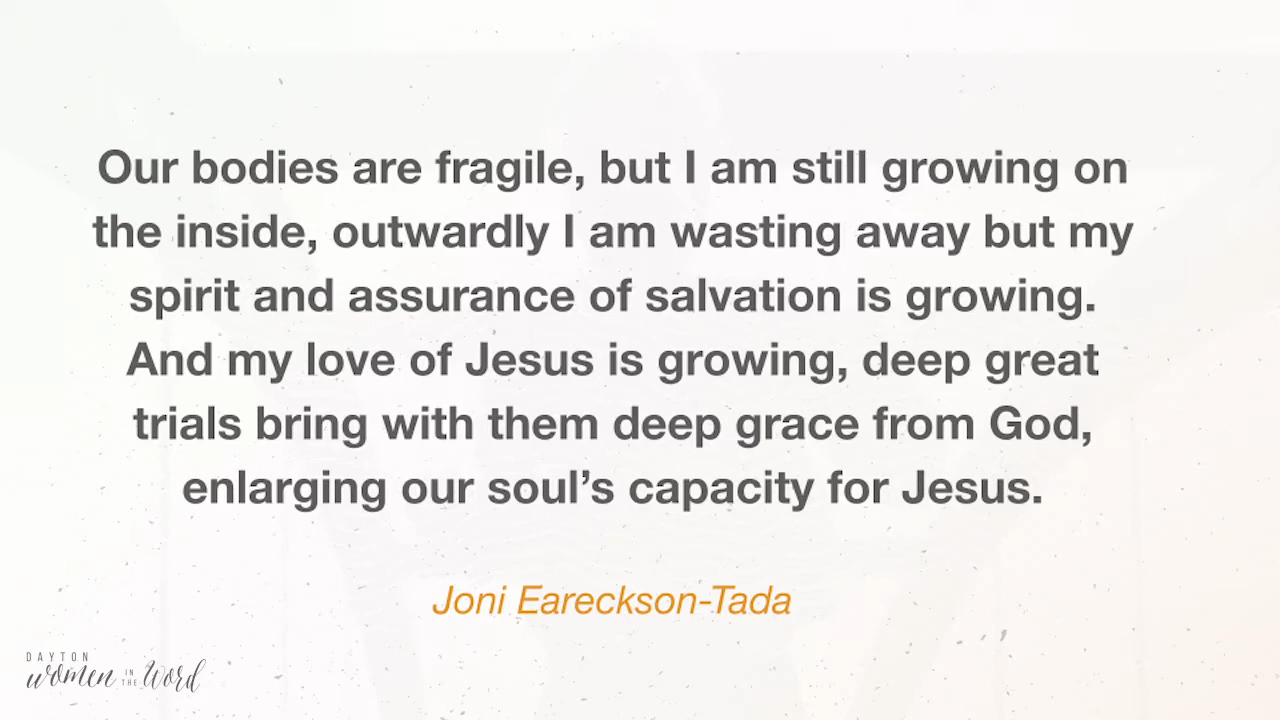 Our bodies are fragile, but I am still growing on
the inside, outwardly I am wasting away but my
spirit and assurance of salvation is growing.
And my love of Jesus is growing, deep great
trials bring with them deep grace from God,
enlarging our soul’s capacity for Jesus.
Joni Eareckson-Tada
DAYTON
women IN THE Word